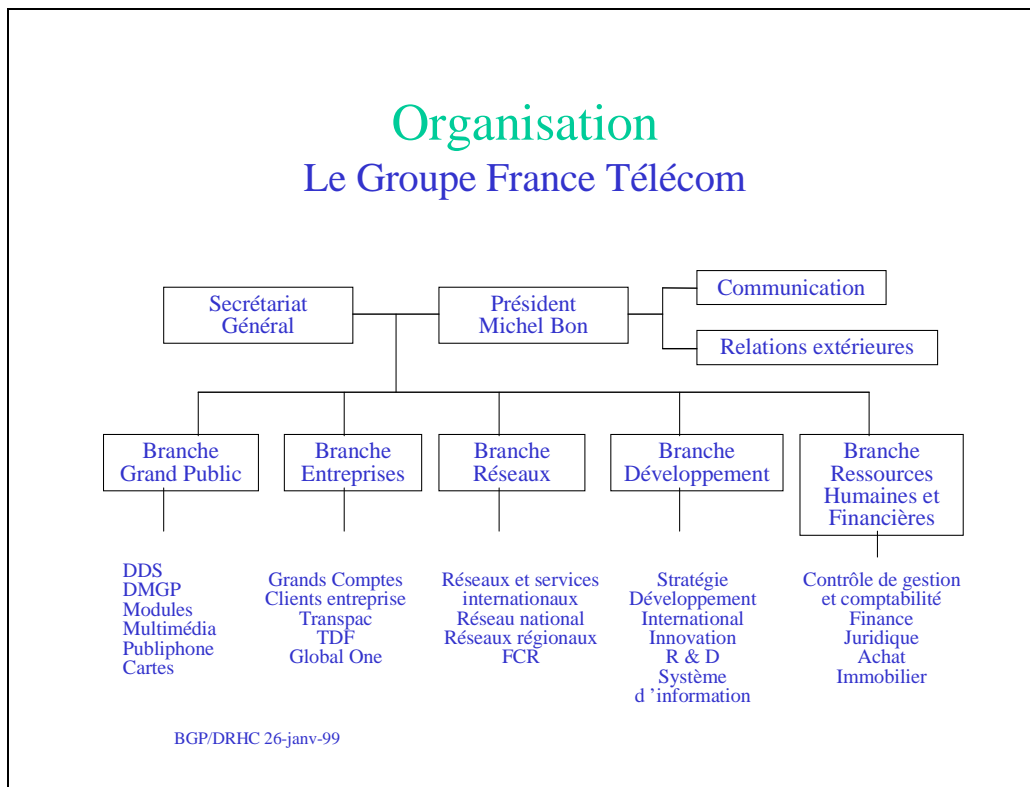 Organisation
Le Groupe France Télécom
Secrétariat
Général
Président
Michel Bon
Communication
Relations extérieures
Branche
Grand Public
Branche
Entreprises
Branche
Réseaux
Branche
Développement
Branche
Ressources
Humaines et
Financières
DDS
DMGP
Modules
Multimédia
Publiphone
Cartes
Grands Comptes
Clients entreprise
Transpac
TDF
Global One
Réseaux et services
internationaux
Réseau national
Réseaux régionaux
FCR
Stratégie
Développement
International
Innovation
R & D
Système
d ’information
Contrôle de gestion
et comptabilité
Finance
Juridique
Achat
Immobilier
BGP/DRHC 26-janv-99